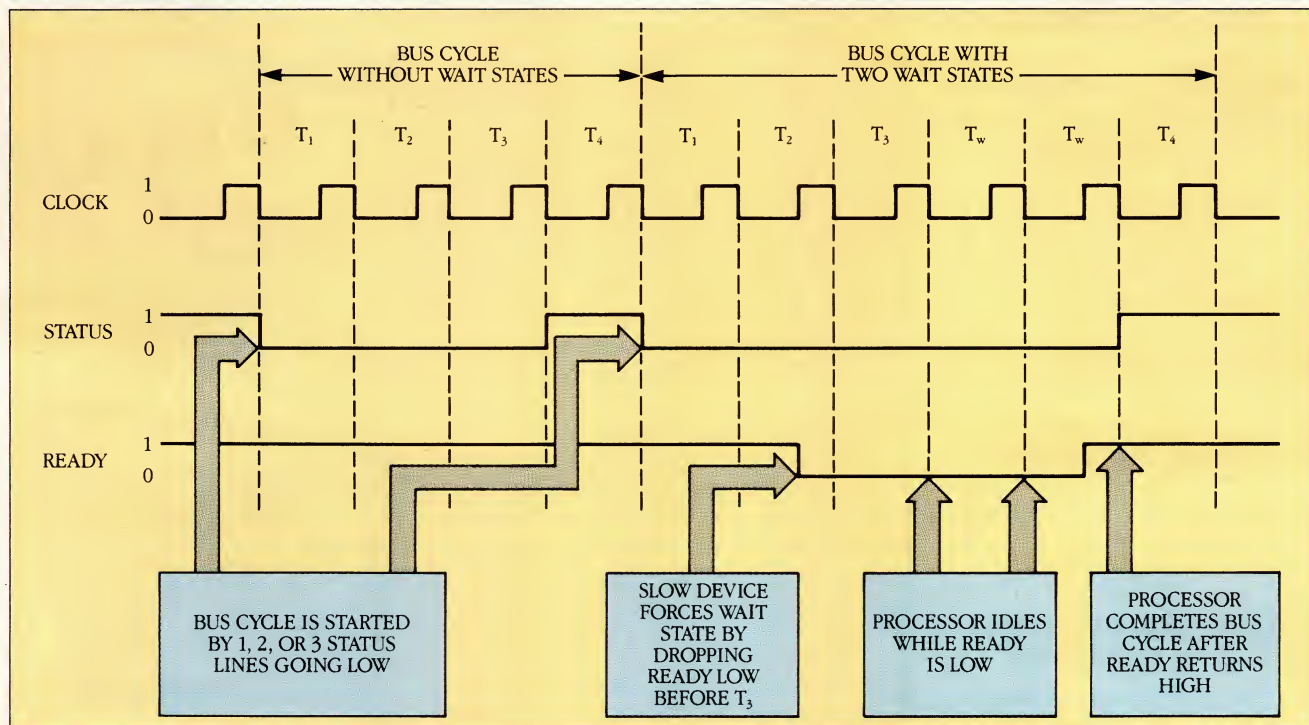 BUS CYCLE
WITHOUT WAIT STATES
BUS CYCLE WITH
TWO WAIT STATES
T₁ T₂ T₃ T₄ T₁ T₂ T₃ T_w T_w T₄
CLOCK 1
0
STATUS 1
0
READY 1
0
BUS CYCLE IS STARTED
BY 1, 2, OR 3 STATUS
LINES GOING LOW
SLOW DEVICE
FORCES WAIT
STATE BY
DROPPING
READY LOW
BEFORE T₃
PROCESSOR IDLES
WHILE READY
IS LOW
PROCESSOR
COMPLETES BUS
CYCLE AFTER
READY RETURNS
HIGH